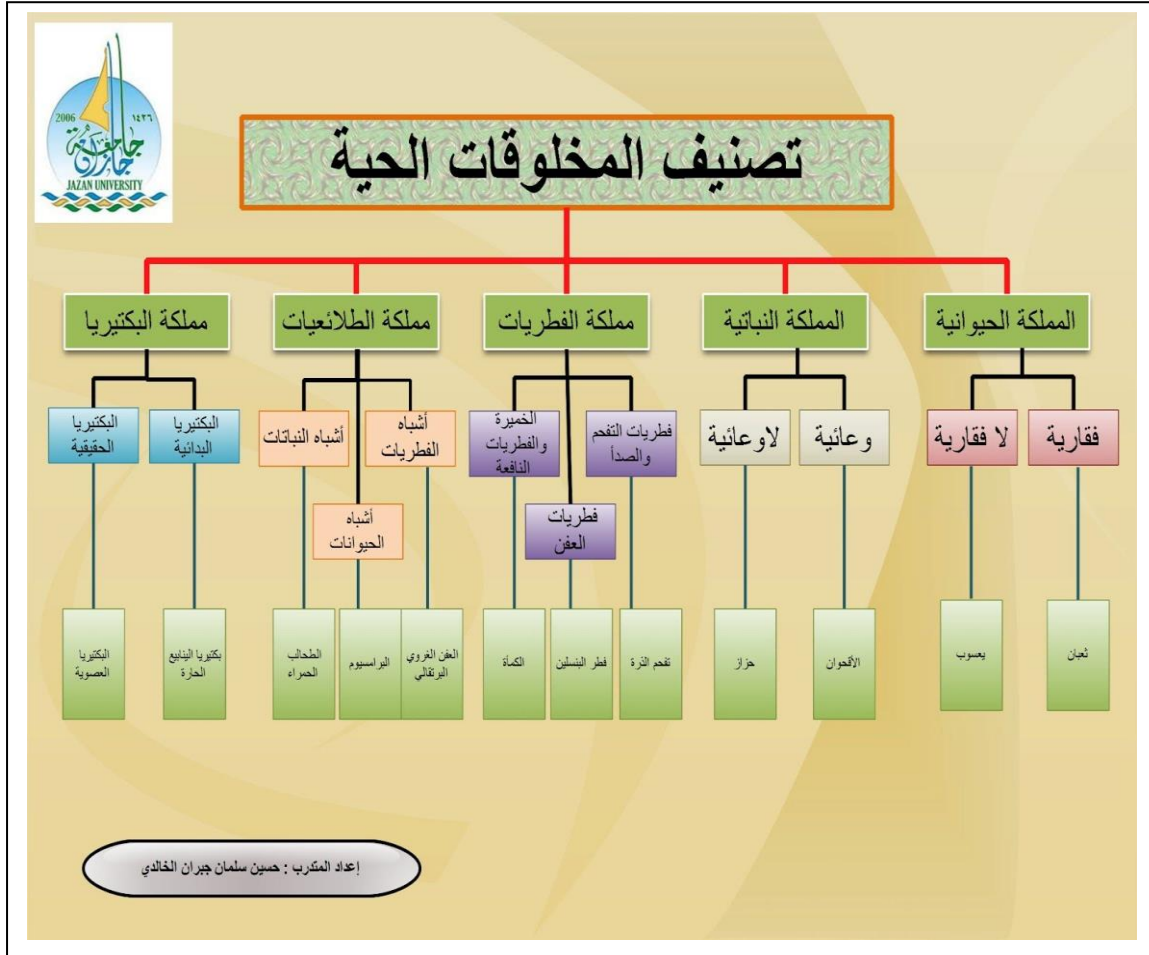 2006 ١٤٢٦
جامعة جازان
JAZAN UNIVERSITY
تصنيف المخلوقات الحية
المملكة الحيوانية
المملكة النباتية
مملكة الفطريات
مملكة الطلائعيات
مملكة البكتيريا
فقارية
لا فقارية
وعائية
لاوعائية
فطريات التفحم
والصدأ
فطريات
العفن
الخميرة
والفطريات
النافعة
أشباه
الفطريات
أشباه
الحيوانات
أشباه النباتات
البكتيريا
البدائية
البكتيريا
الحقيقية
ثعبان
يعسوب
الأقحوان
حزاز
تفحم الذرة
فطر البنسلين
الكمأة
العفن الغروي
البرتقالي
البرامسيوم
الطحالب
الحمراء
بكتيريا الينابيع
الحارة
البكتيريا
العصوية
إعداد المتدرب : حسين سلمان جبران الخالدي